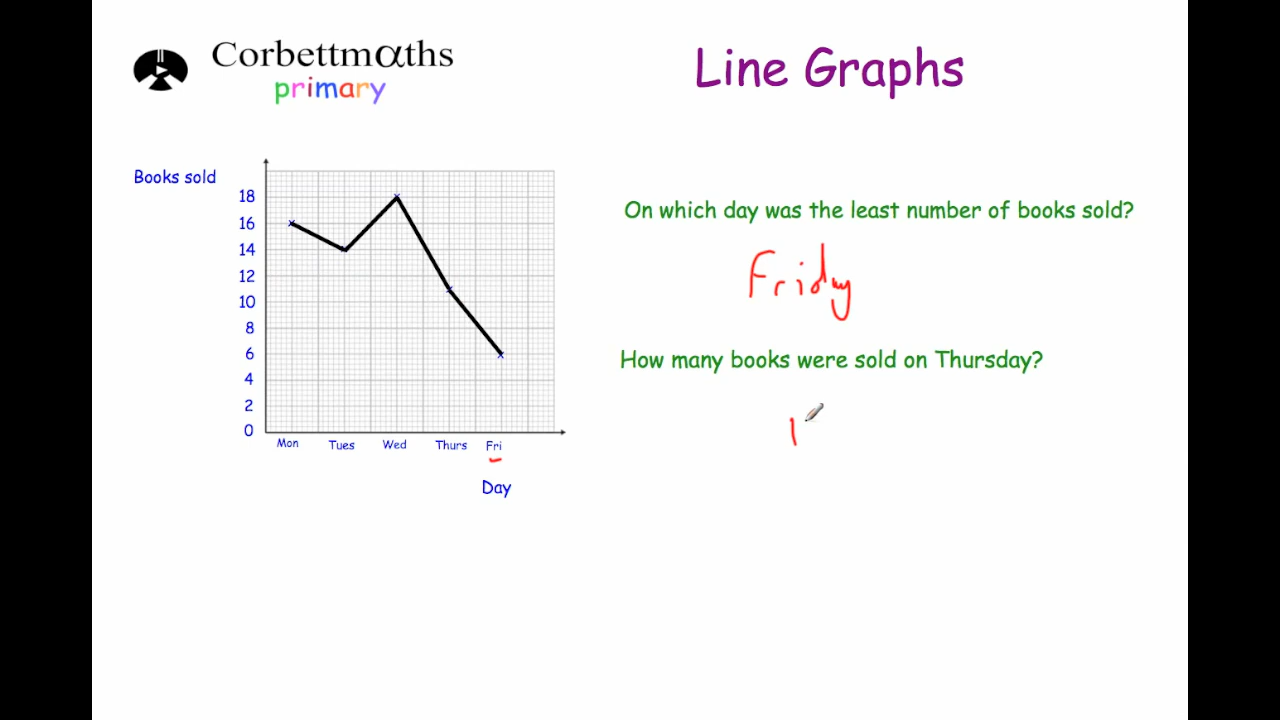 Corbettmαths
primary
Line Graphs
Books sold
18
16
14
12
10
8
6
4
2
0
Mon Tues Wed Thurs Fri
Day
On which day was the least number of books sold?
Friday
How many books were sold on Thursday?
1